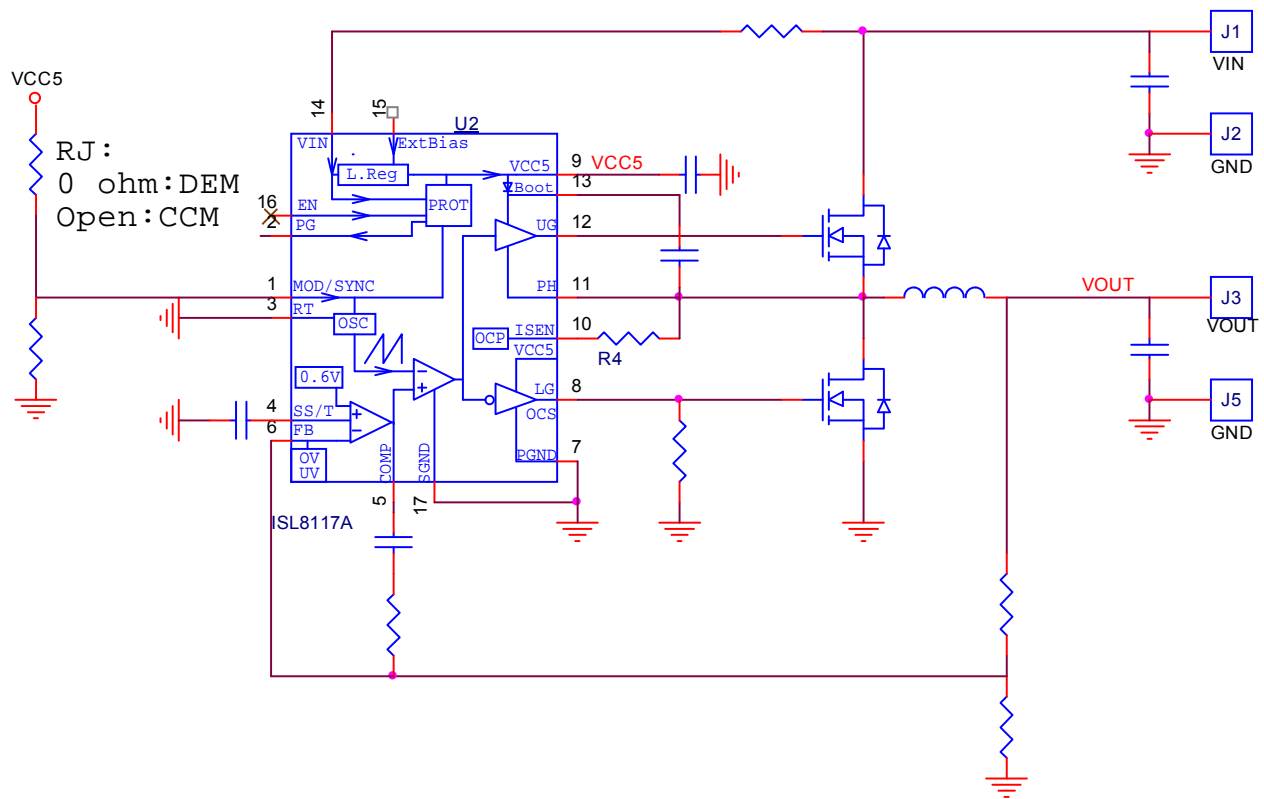 J1
VIN
VCC5
14
15
U2
J2
GND
RJ:
0 ohm:DEM
Open:CCM
VIN
ExtBias
VCC5
9
VCC5
L.Reg
Boot
13
16
EN
PROT
2
PG
UG
12
1
MOD/SYNC
PH
11
VOUT
J3
VOUT
3
RT
OSC
OCP
ISEN
10
R4
VCC5
0.6V
LG
8
OCS
J5
GND
4
SS/T
6
FB
OV
UV
COMP
SGND
PGND
7
5
17
ISL8117A